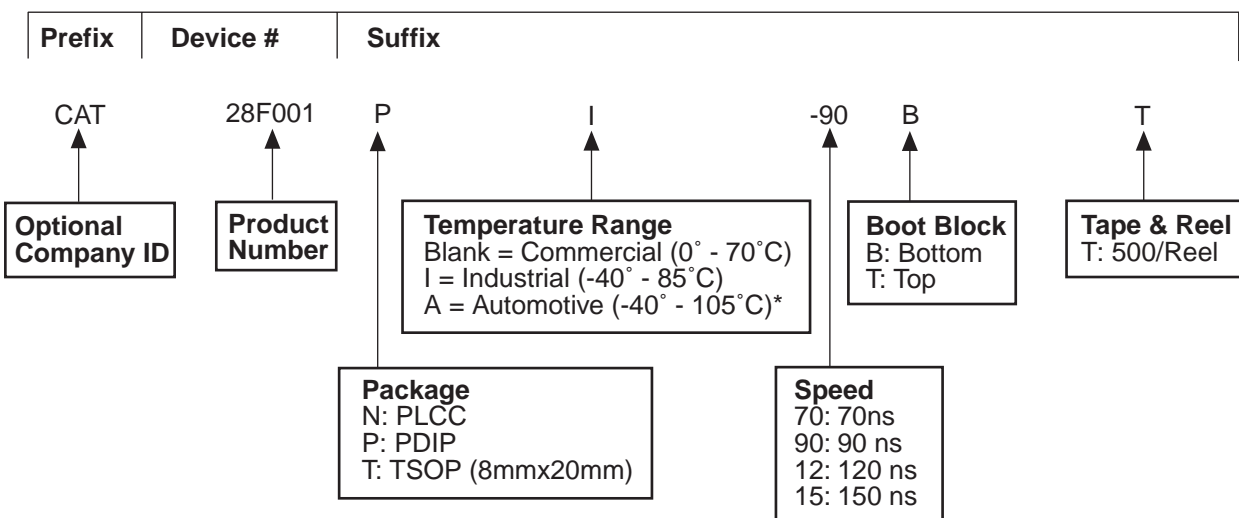 Prefix Device # Suffix
CAT 28F001 P I -90 B T
Optional
Company ID
Product
Number
Temperature Range
Blank = Commercial (0˚ - 70˚C)
I = Industrial (-40˚ - 85˚C)
A = Automotive (-40˚ - 105˚C)*
Boot Block
B: Bottom
T: Top
Tape & Reel
T: 500/Reel
Package
N: PLCC
P: PDIP
T: TSOP (8mmx20mm)
Speed
70: 70ns
90: 90 ns
12: 120 ns
15: 150 ns